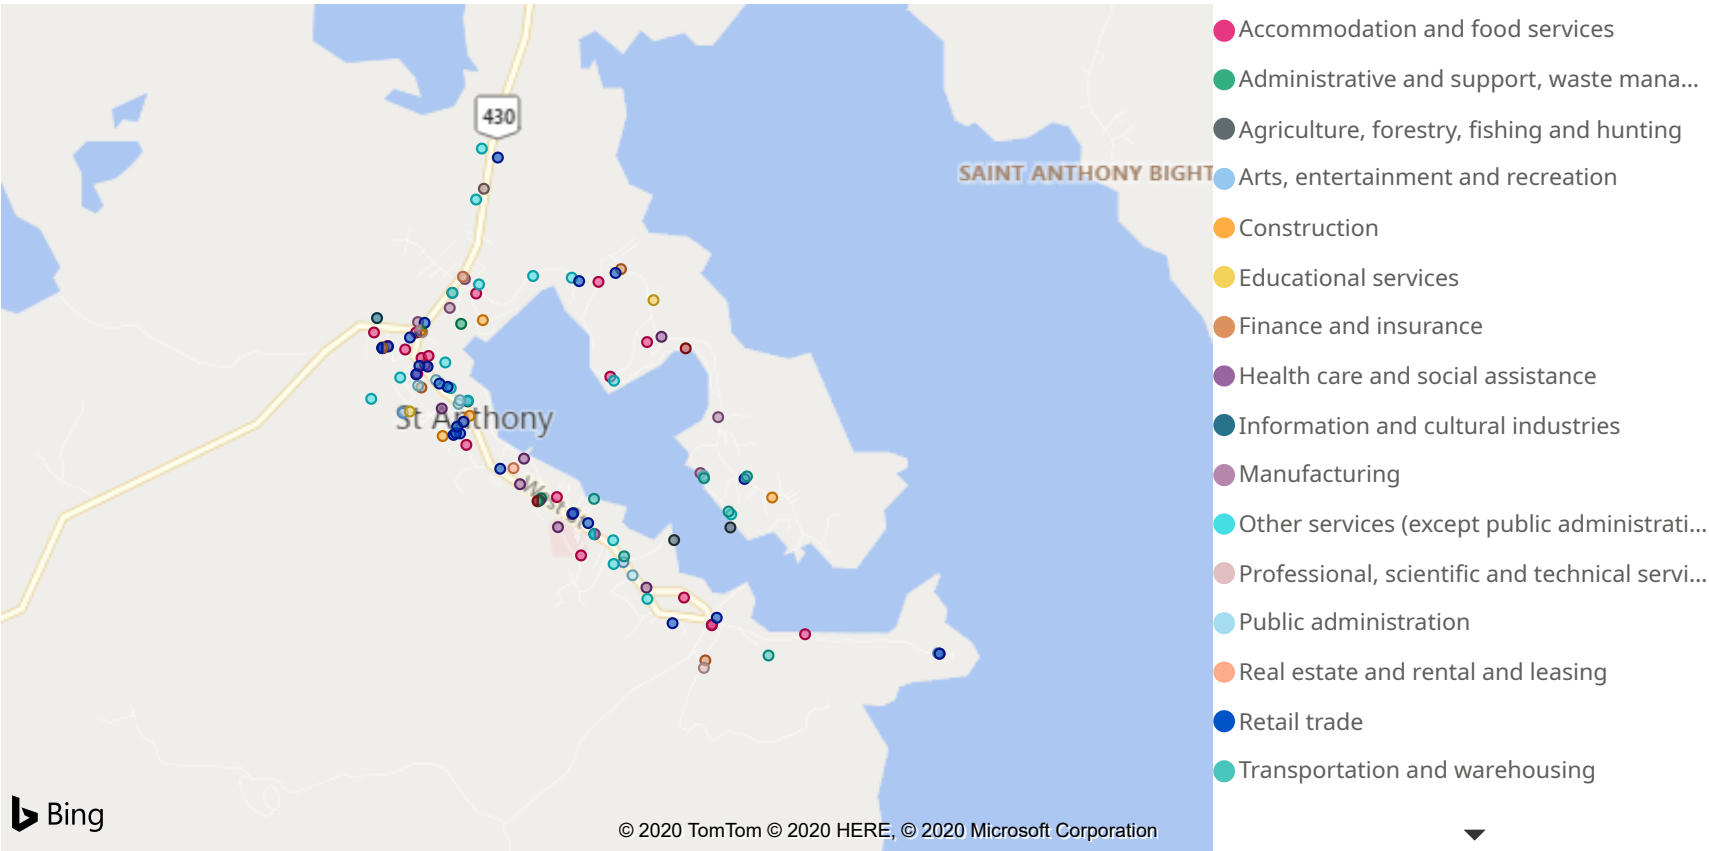 430
SAINT ANTHONY BIGHT
St Anthony
West St
Bing
© 2020 TomTom © 2020 HERE, © 2020 Microsoft Corporation
Accommodation and food services
Administrative and support, waste mana...
Agriculture, forestry, fishing and hunting
Arts, entertainment and recreation
Construction
Educational services
Finance and insurance
Health care and social assistance
Information and cultural industries
Manufacturing
Other services (except public administrati...
Professional, scientific and technical servi...
Public administration
Real estate and rental and leasing
Retail trade
Transportation and warehousing